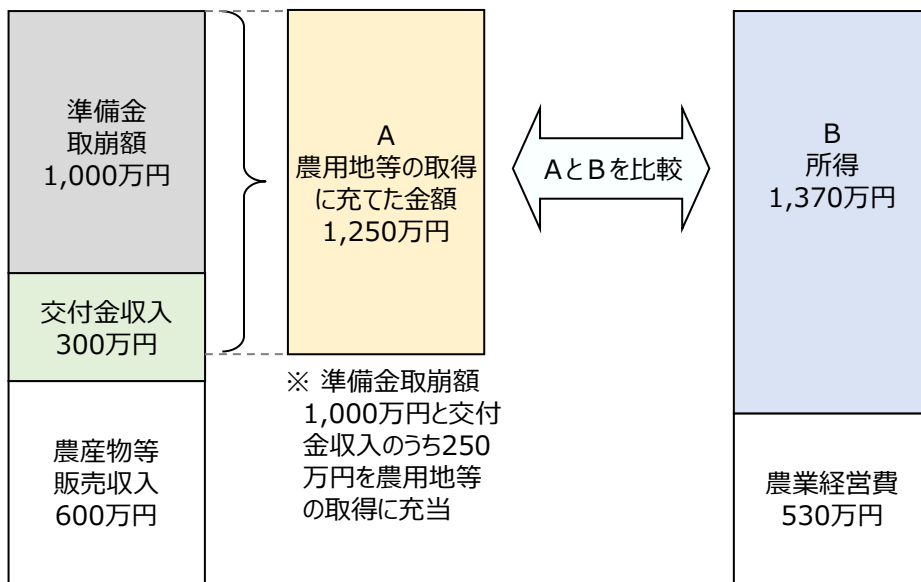 準備金
取崩額
1,000万円
交付金収入
300万円
農産物等
販売収入
600万円
A
農用地等の取得
に充てた金額
1,250万円
※ 準備金取崩額
1,000万円と交付
金収入のうち250
万円を農用地等
の取得に充当
AとBを比較
B
所得
1,370万円
農業経営費
530万円